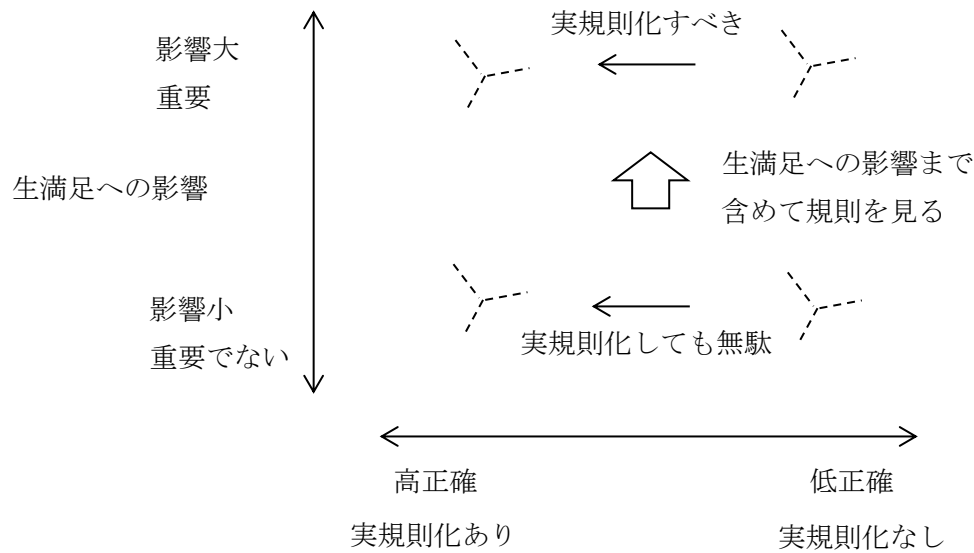 実規則化すべき
影響大
重要
生満足への影響まで
含めて規則を見る
生満足への影響
影響小
重要でない
実規則化しても無駄
高正確
低正確
実規則化あり
実規則化なし